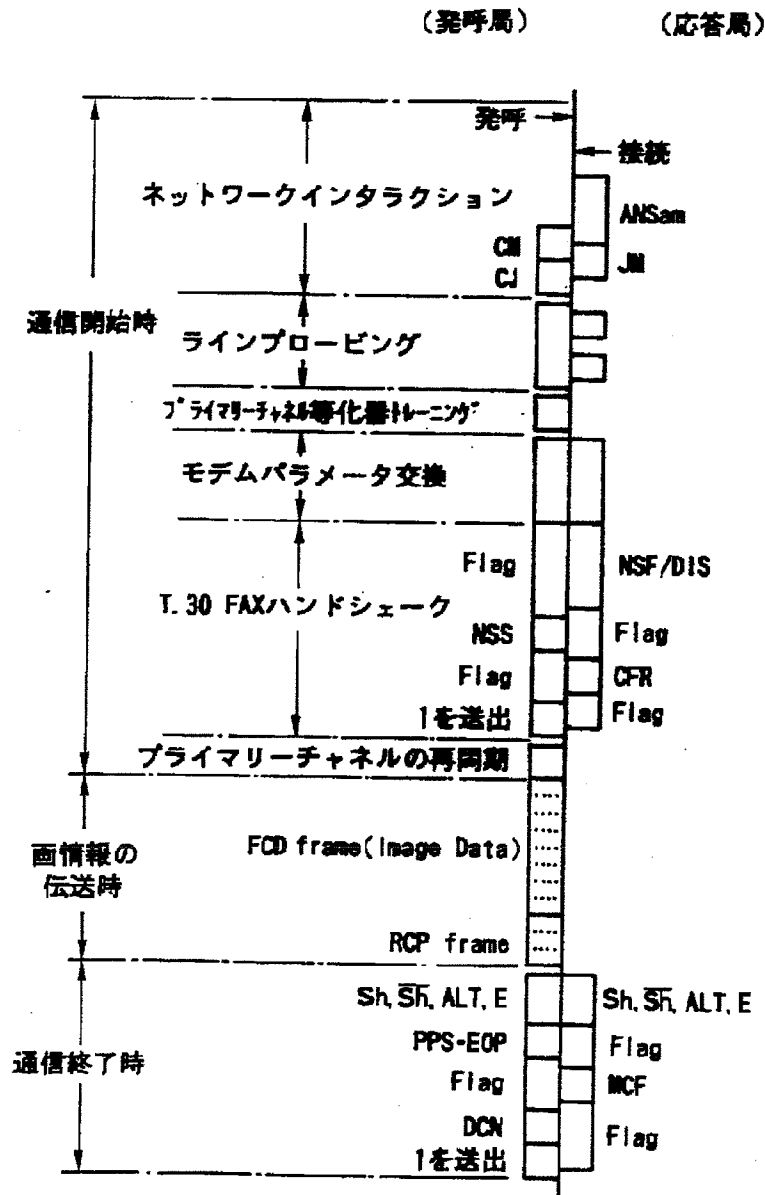 (発呼局) (応答局)
発呼
接続
ネットワークインタラクション
ANSam
CM
JM
CJ
通信開始時
ラインプロービング
プライマリーチャネル等化器トレーニング
モデムパラメータ交換
Flag NSF/DIS
T.30 FAXハンドシェーク
NSS Flag
Flag CFR
1を送出 Flag
プライマリーチャネルの再同期
画情報の
伝送時
FCD frame(Image Data)
RCP frame
Sh, S̅h̅, ALT, E Sh, S̅h̅, ALT, E
PPS-EOP Flag
通信終了時
Flag MCF
DCN Flag
1を送出